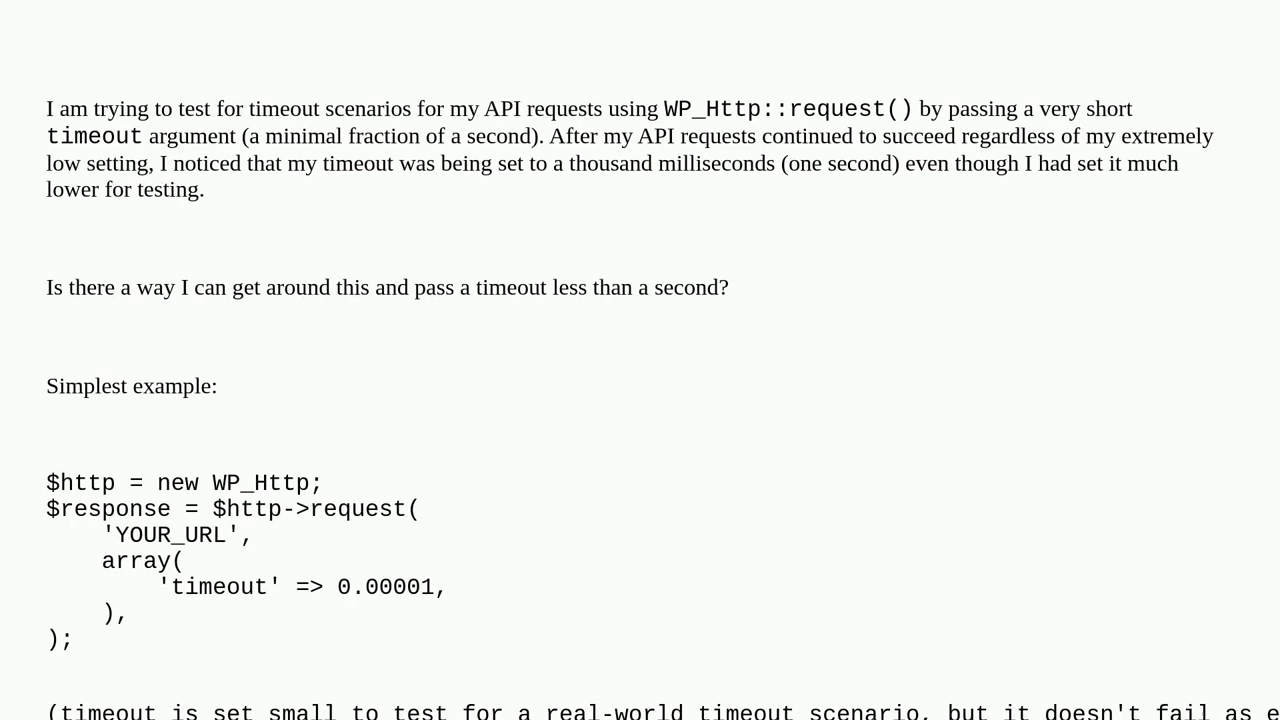 I am trying to test for timeout scenarios for my API requests using WP_Http::request() by passing a very short
timeout argument (a minimal fraction of a second). After my API requests continued to succeed regardless of my extremely
low setting, I noticed that my timeout was being set to a thousand milliseconds (one second) even though I had set it much
lower for testing.
Is there a way I can get around this and pass a timeout less than a second?
Simplest example:
$http = new WP_Http;
$response = $http->request(
    'YOUR_URL',
    array(
        'timeout' => 0.00001,
    ),
);
(timeout is set small to test for a real-world timeout scenario, but it doesn't fail as